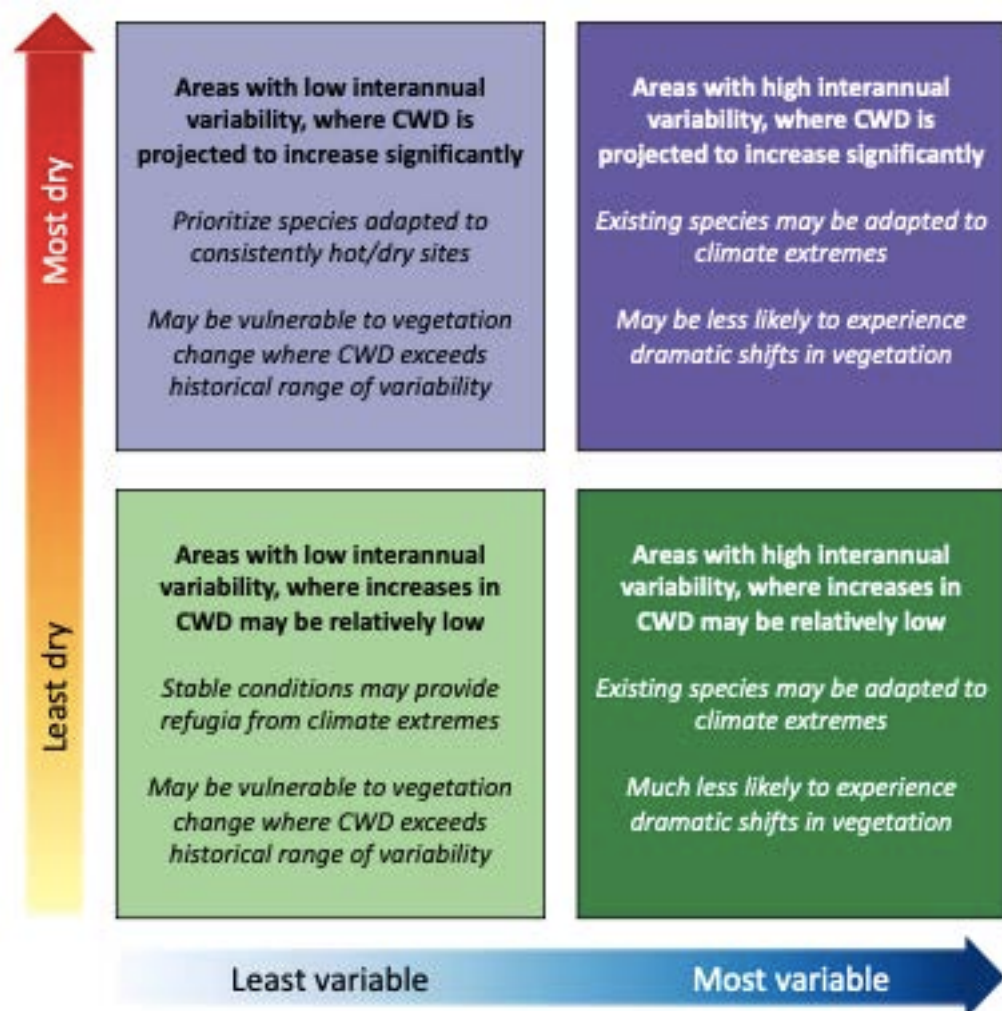 Most dry
Least dry
Areas with low interannual
variability, where CWD is
projected to increase significantly
Prioritize species adapted to
consistently hot/dry sites
May be vulnerable to vegetation
change where CWD exceeds
historical range of variability
Areas with high interannual
variability, where CWD is
projected to increase significantly
Existing species may be adapted to
climate extremes
May be less likely to experience
dramatic shifts in vegetation
Areas with low interannual
variability, where increases in
CWD may be relatively low
Stable conditions may provide
refugia from climate extremes
May be vulnerable to vegetation
change where CWD exceeds
historical range of variability
Areas with high interannual
variability, where increases in
CWD may be relatively low
Existing species may be adapted to
climate extremes
Much less likely to experience
dramatic shifts in vegetation
Least variable
Most variable